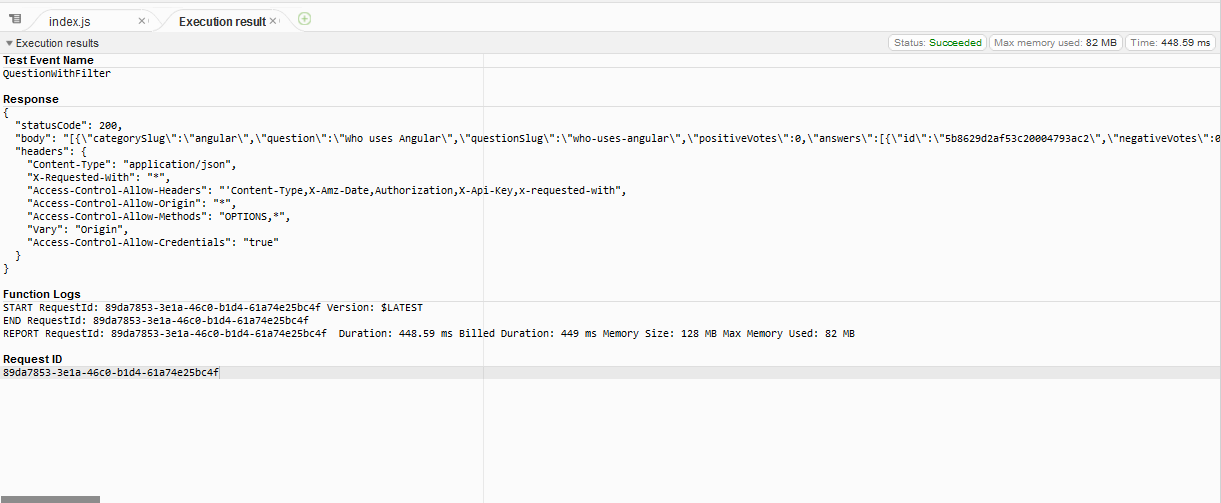 index.js
Execution result
Execution results
Status: Succeeded
Max memory used: 82 MB
Time: 448.59 ms
Test Event Name
QuestionWithFilter
Response
{
"statusCode": 200,
"body": "[{\"categorySlug\":\"angular\",\"question\":\"Who uses Angular\",\"questionSlug\":\"who-uses-angular\",\"positiveVotes\":0,\"answers\":[{\"id\":\"5b8629d2af53c20004793ac2\",\"negativeVotes\":0
"headers": {
"Content-Type": "application/json",
"X-Requested-With": "*",
"Access-Control-Allow-Headers": "'Content-Type,X-Amz-Date,Authorization,X-Api-Key,x-requested-with",
"Access-Control-Allow-Origin": "*",
"Access-Control-Allow-Methods": "OPTIONS,*",
"Vary": "Origin",
"Access-Control-Allow-Credentials": "true"
}
}
Function Logs
START RequestId: 89da7853-3e1a-46c0-b1d4-61a74e25bc4f Version: $LATEST
END RequestId: 89da7853-3e1a-46c0-b1d4-61a74e25bc4f
REPORT RequestId: 89da7853-3e1a-46c0-b1d4-61a74e25bc4f Duration: 448.59 ms Billed Duration: 449 ms Memory Size: 128 MB Max Memory Used: 82 MB
Request ID
89da7853-3e1a-46c0-b1d4-61a74e25bc4f